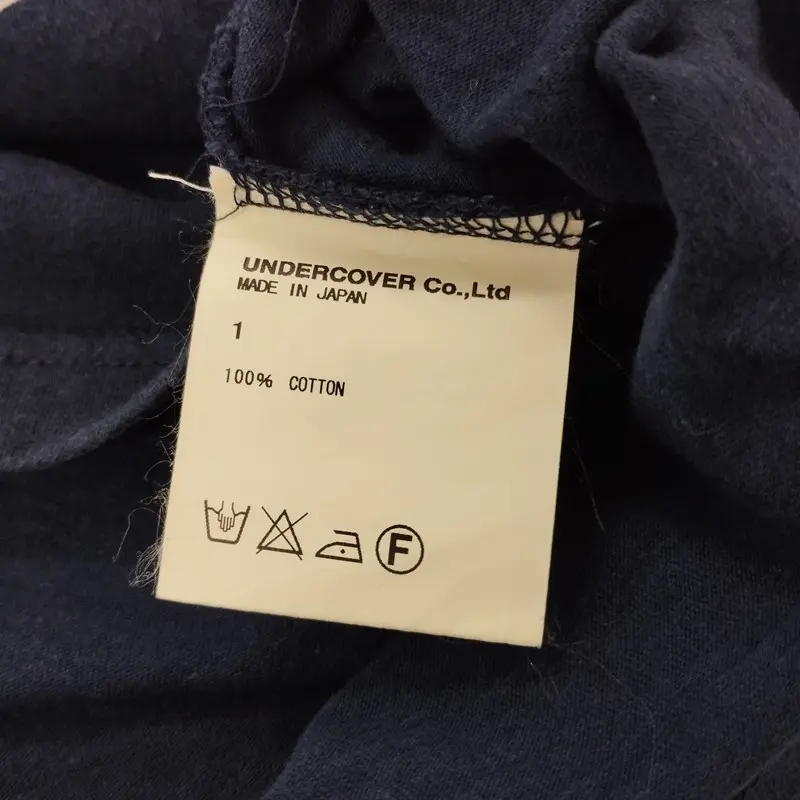 UNDERCOVER Co.,Ltd
MADE IN JAPAN
1
100% COTTON
F